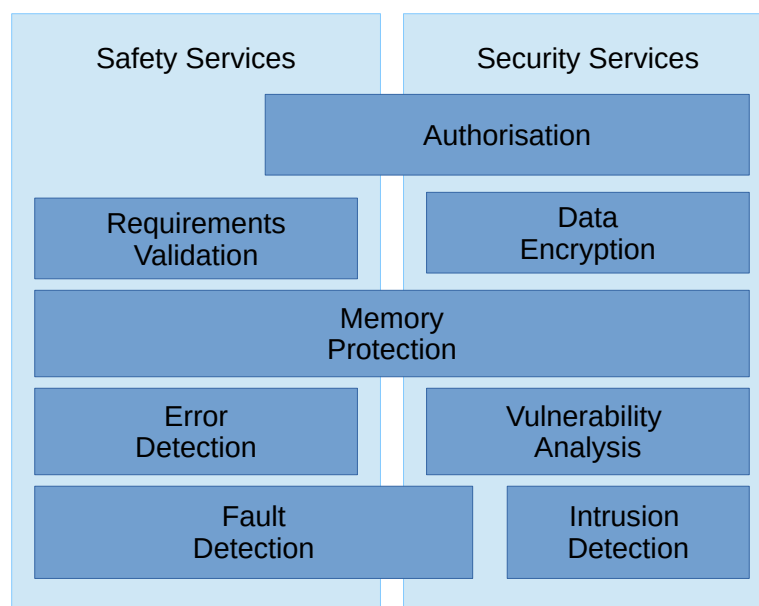 Safety Services
Security Services
Authorisation
Requirements
Validation
Data
Encryption
Memory
Protection
Error
Detection
Vulnerability
Analysis
Fault
Detection
Intrusion
Detection